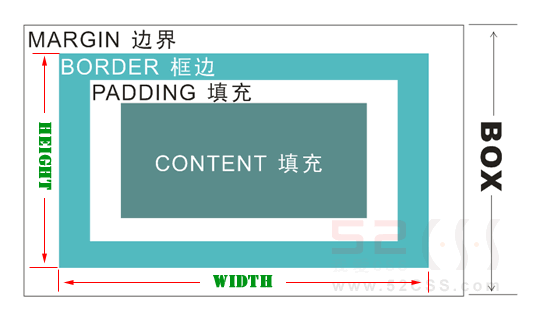 MARGIN 边界
BORDER 框边
PADDING 填充
CONTENT 填充
HEIGHT
BOX
WIDTH
52CSS
www.52CSS.com